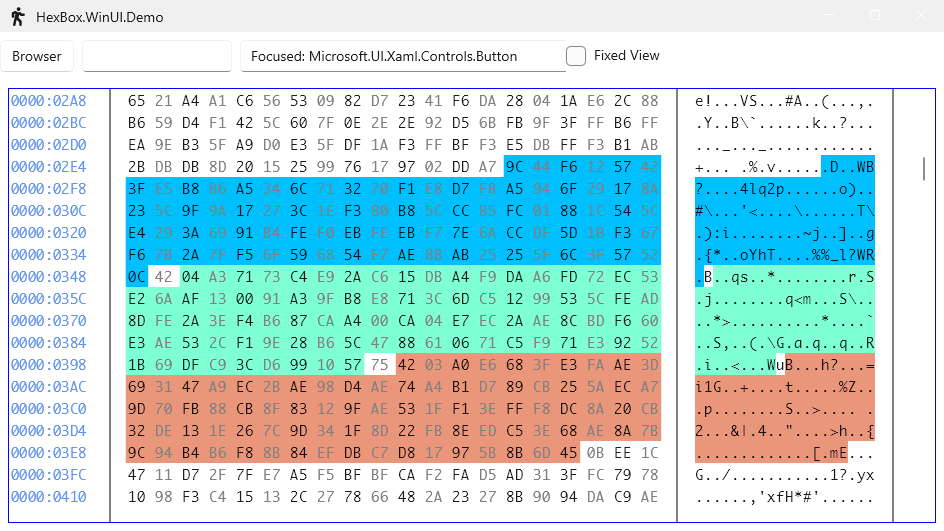 HexBox.WinUI.Demo
Browser Focused: Microsoft.UI.Xaml.Controls.Button Fixed View
0000:02A8 65 21 A4 A1 C6 56 53 09 82 D7 23 41 F6 DA 28 04 1A E6 2C 88 e!...VS...#A..(...,.
0000:02BC B6 59 D4 F1 42 5C 60 7F 0E 2E 2E 92 D5 6B FB 9F 3F FF B6 FF .Y..B\`......k..?...
0000:02D0 EA 9E B3 5F A9 D0 E3 5F DF 1A F3 FF BF F3 E5 DB FF F3 B1 AB ..._..._............
0000:02E4 2B DB DB 8D 20 15 25 99 76 17 97 02 DD A7 9C 44 F6 12 57 42 +... .%.v......D..WB
0000:02F8 3F E5 B8 B6 A5 34 6C 71 32 70 F1 E8 D7 FB A5 94 6F 29 17 8A ?....4lq2p......o)..
0000:030C 23 5C 9F 9A 17 27 3C 1E F3 80 B8 5C CC B5 FC 01 88 1C 54 5C #\...'<....\......T\
0000:0320 E4 29 3A 69 91 B4 FE F0 EB FF EB F7 7E 6A CC DF 5D 1B F3 67 .):i........~j..]..g
0000:0334 F6 7B 2A 7F F5 6F 59 68 54 E7 AE 8B AB 25 25 5F 6C 3F 57 52 .{*..oYhT....%%_l?WR
0000:0348 0C 42 04 A3 71 73 C4 E9 2A C6 15 DB A4 F9 DA A6 FD 72 EC 53 .B..qs..*........r.S
0000:035C E2 6A AF 13 00 91 A3 9F B8 E8 71 3C 6D C5 12 99 53 5C FE AD .j........q<m...S\..
0000:0370 8D FE 2A 3E F4 B6 87 CA A4 00 CA 04 E7 EC 2A AE 8C BD F6 60 ..*>..........*....`
0000:0384 E3 AE 53 2C F1 9E 28 B6 5C 47 88 61 06 71 C5 F9 71 E3 92 52 ..S,..(.\G.a.q..q..R
0000:0398 1B 69 DF C9 3C D6 99 10 57 75 42 03 A0 E6 68 3F E3 FA AE 3D .i..<...WuB...h?...=
0000:03AC 69 31 47 A9 EC 2B AE 98 D4 AE 74 A4 B1 D7 89 CB 25 5A EC A7 i1G..+....t.....%Z..
0000:03C0 9D 70 FB 88 CB 8F 83 12 9F AE 53 1F F1 3E FF F8 DC 8A 20 CB .p........S..>.... .
0000:03D4 32 DE 13 1E 26 7C 9D 34 1F 8D 22 FB 8E ED C5 3E 68 AE 8A 7B 2...&|.4.."....>h..{
0000:03E8 9C 94 B4 B6 F8 8B 84 EF DB C7 D8 17 97 5B 8B 6D 45 0B EE 1C .............[.mE...
0000:03FC 47 11 D7 2F 7F E7 A5 F5 BF BF CA F2 FA D5 AD 31 3F FC 79 78 G../...........1?.yx
0000:0410 10 98 F3 C4 15 13 2C 27 78 66 48 2A 23 27 8B 90 94 DA C9 AE ......,'xfH*#'......